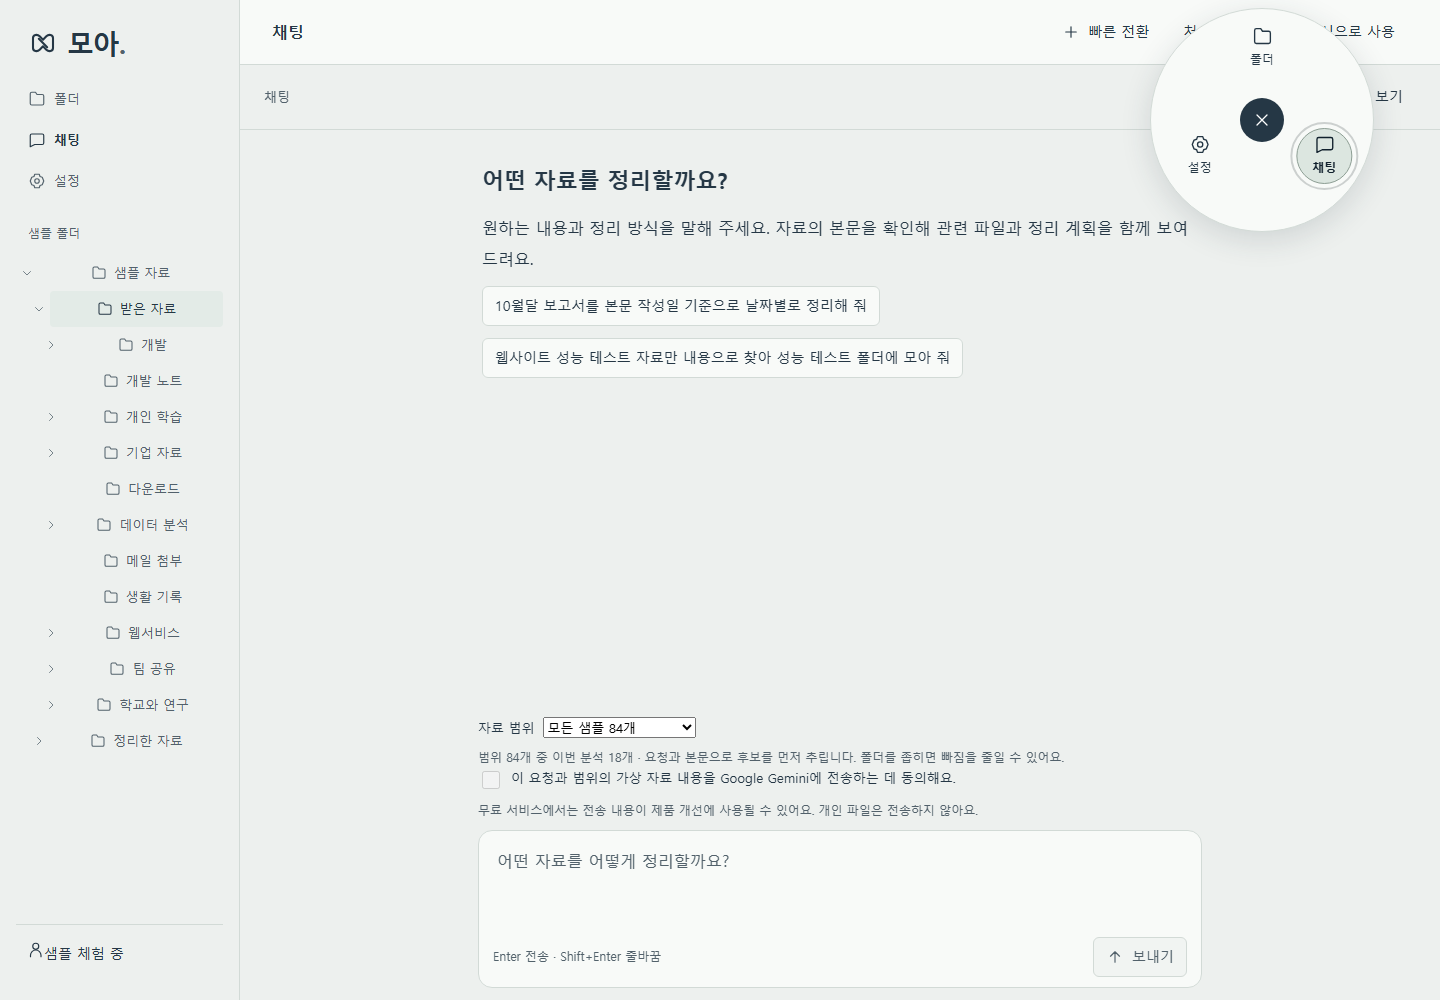 모아.
폴더
채팅
설정
샘플 폴더
샘플 자료
받은 자료
개발
개발 노트
개인 학습
기업 자료
다운로드
데이터 분석
메일 첨부
생활 기록
웹서비스
팀 공유
학교와 연구
정리한 자료
샘플 체험 중
채팅
빠른 전환
으로 사용
채팅
보기
폴더
설정
채팅
어떤 자료를 정리할까요?
원하는 내용과 정리 방식을 말해 주세요. 자료의 본문을 확인해 관련 파일과 정리 계획을 함께 보여
드려요.
10월달 보고서를 본문 작성일 기준으로 날짜별로 정리해 줘
웹사이트 성능 테스트 자료만 내용으로 찾아 성능 테스트 폴더에 모아 줘
자료 범위 모든 샘플 84개
범위 84개 중 이번 분석 18개 · 요청과 본문으로 후보를 먼저 추립니다. 폴더를 좁히면 빠짐을 줄일 수 있어요.
이 요청과 범위의 가상 자료 내용을 Google Gemini에 전송하는 데 동의해요.
무료 서비스에서는 전송 내용이 제품 개선에 사용될 수 있어요. 개인 파일은 전송하지 않아요.
어떤 자료를 어떻게 정리할까요?
Enter 전송 · Shift+Enter 줄바꿈
보내기